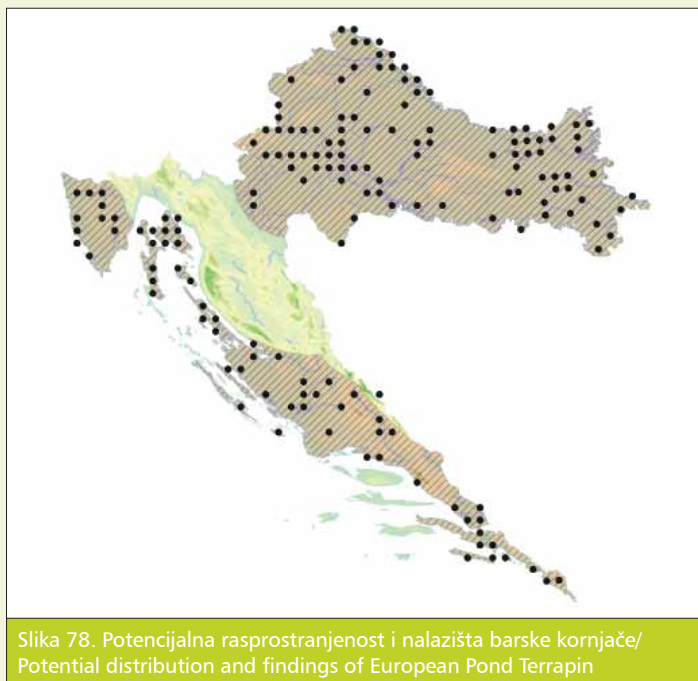 Slika 78. Potencijalna rasprostranjenost i nalazišta barske kornjače/
Potential distribution and findings of European Pond Terrapin